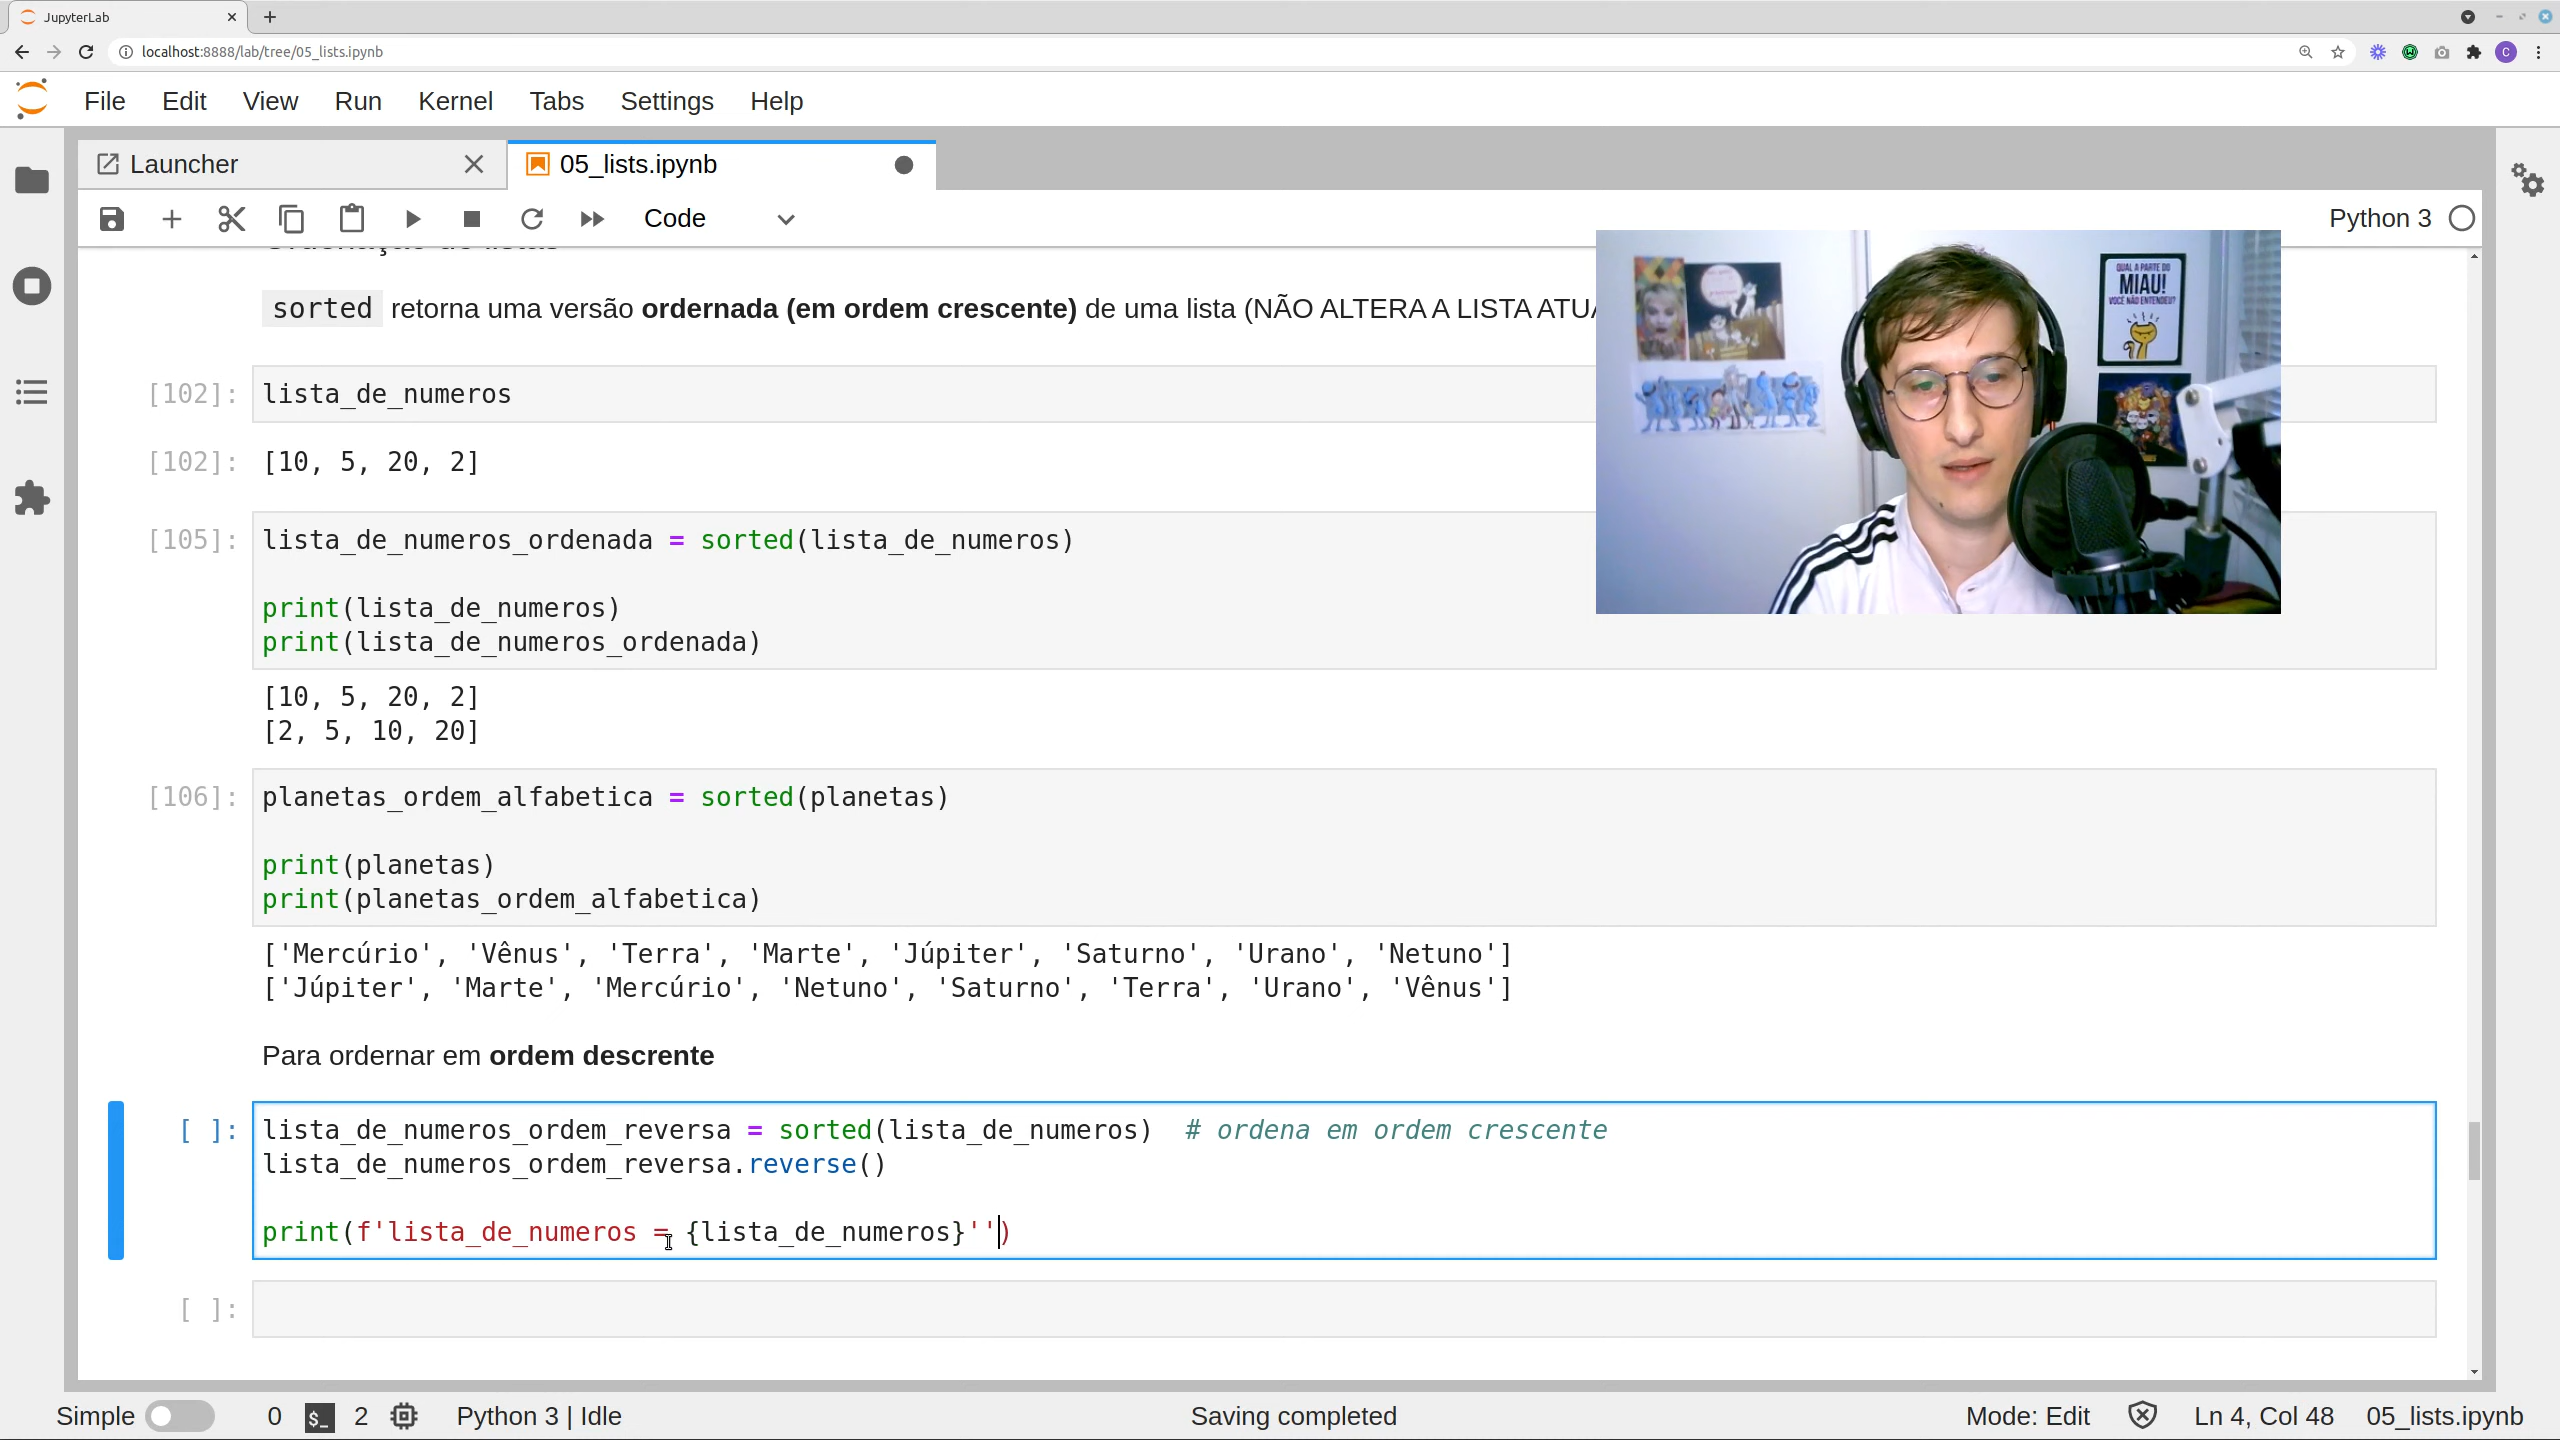 JupyterLab
localhost:8888/lab/tree/05_lists.ipynb
C
File Edit View Run Kernel Tabs Settings Help
Launcher
05_lists.ipynb
Code
Python 3
sorted retorna uma versão ordernada (em ordem crescente) de uma lista (NÃO ALTERA A LISTA ATUA
QUAL A PARTE DO
MIAU!
VOCÊ NÃO ENTENDEU?
[102]: lista_de_numeros
[102]: [10, 5, 20, 2]
[105]: lista_de_numeros_ordenada = sorted(lista_de_numeros)
print(lista_de_numeros)
print(lista_de_numeros_ordenada)
[10, 5, 20, 2]
[2, 5, 10, 20]
[106]: planetas_ordem_alfabetica = sorted(planetas)
print(planetas)
print(planetas_ordem_alfabetica)
['Mercúrio', 'Vênus', 'Terra', 'Marte', 'Júpiter', 'Saturno', 'Urano', 'Netuno']
['Júpiter', 'Marte', 'Mercúrio', 'Netuno', 'Saturno', 'Terra', 'Urano', 'Vênus']
Para ordernar em ordem descrente
[ ]: lista_de_numeros_ordem_reversa = sorted(lista_de_numeros)  # ordena em ordem crescente
lista_de_numeros_ordem_reversa.reverse()
print(f'lista_de_numeros = {lista_de_numeros}'')
[ ]:
Simple 0 $_ 2 Python 3 | Idle Saving completed Mode: Edit Ln 4, Col 48 05_lists.ipynb